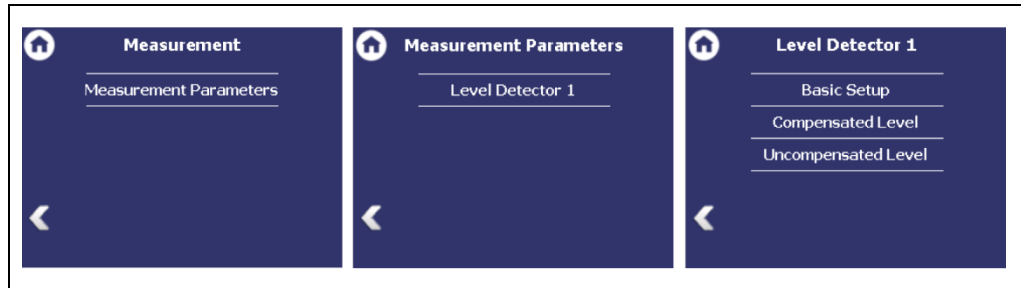 Measurement
Measurement Parameters
Measurement Parameters
Level Detector 1
Level Detector 1
Basic Setup
Compensated Level
Uncompensated Level